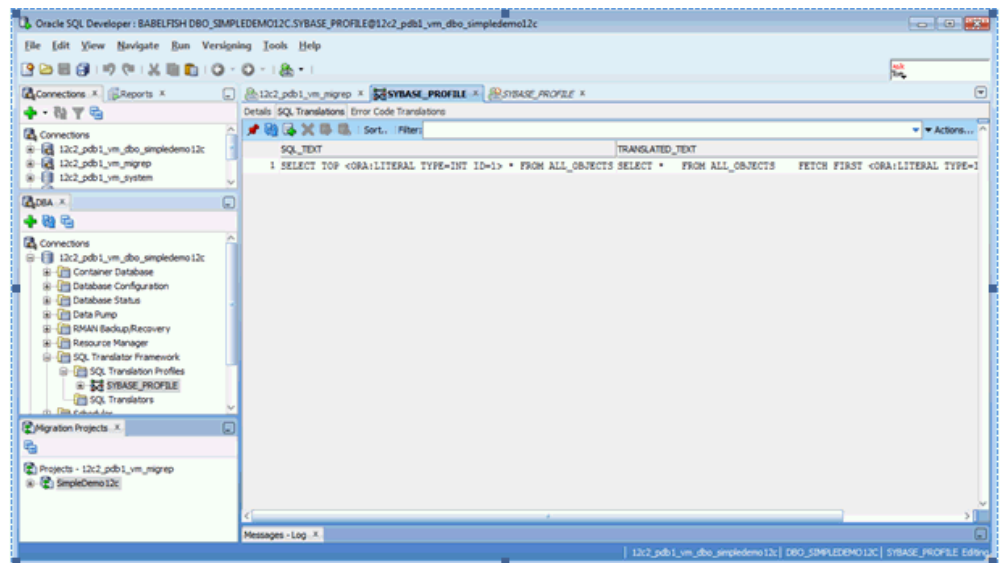 Oracle SQL Developer : BABELFISH DBO_SIMPLEDEMO12C.SYBASE_PROFILE@12c2_pdb1_vm_dbo_simpledemo12c
File Edit View Navigate Run Versioning Tools Help
Connections Reports
12c2_pdb1_vm_migrep SYBASE_PROFILE SYBASE_PROFILE
Details SQL Translations Error Code Translations
Sort.. Filter: Actions...
SQL_TEXT TRANSLATED_TEXT
1 SELECT TOP <ORA:LITERAL TYPE=INT ID=1> * FROM ALL_OBJECTS SELECT * FROM ALL_OBJECTS FETCH FIRST <ORA:LITERAL TYPE=I
Connections
12c2_pdb1_vm_dbo_simpledemo12c
12c2_pdb1_vm_migrep
12c2_pdb1_vm_system
DBA
Connections
12c2_pdb1_vm_dbo_simpledemo12c
Container Database
Database Configuration
Database Status
Data Pump
RMAN Backup/Recovery
Resource Manager
SQL Translator Framework
SQL Translation Profiles
SYBASE_PROFILE
SQL Translators
Scheduler
Migration Projects
Projects - 12c2_pdb1_vm_migrep
SimpleDemo12c
Messages - Log
12c2_pdb1_vm_dbo_simpledemo12c | DBO_SIMPLEDEMO12C | SYBASE_PROFILE Editing